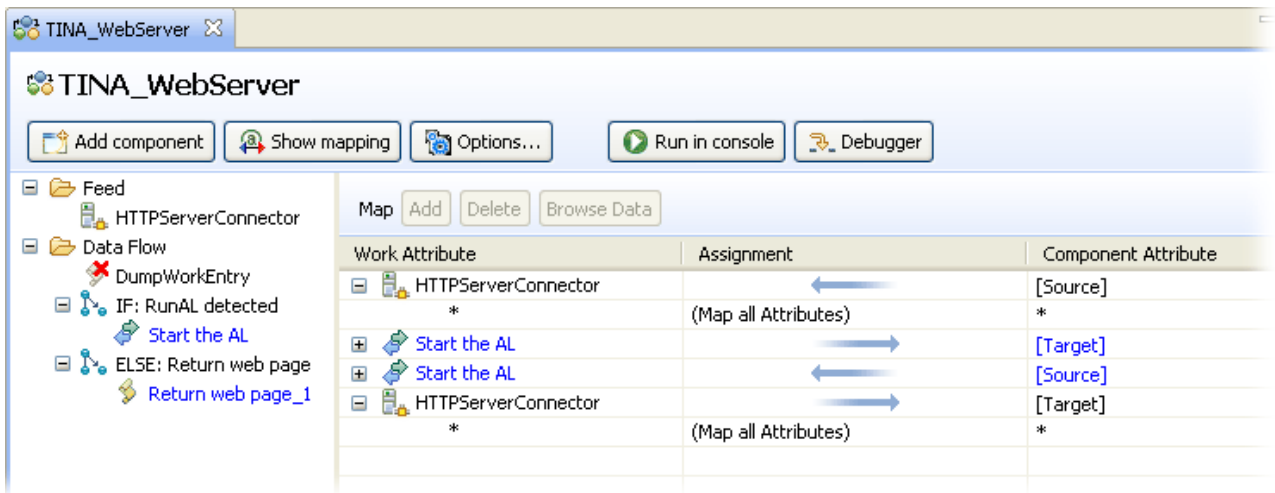 TINA_WebServer
TINA_WebServer
Add component Show mapping Options... Run in console Debugger
Feed
HTTPServerConnector
Data Flow
DumpWorkEntry
IF: RunAL detected
Start the AL
ELSE: Return web page
Return web page_1
Map Add Delete Browse Data
Work Attribute Assignment Component Attribute
HTTPServerConnector [Source]
* (Map all Attributes) *
Start the AL [Target]
Start the AL [Source]
HTTPServerConnector [Target]
* (Map all Attributes) *